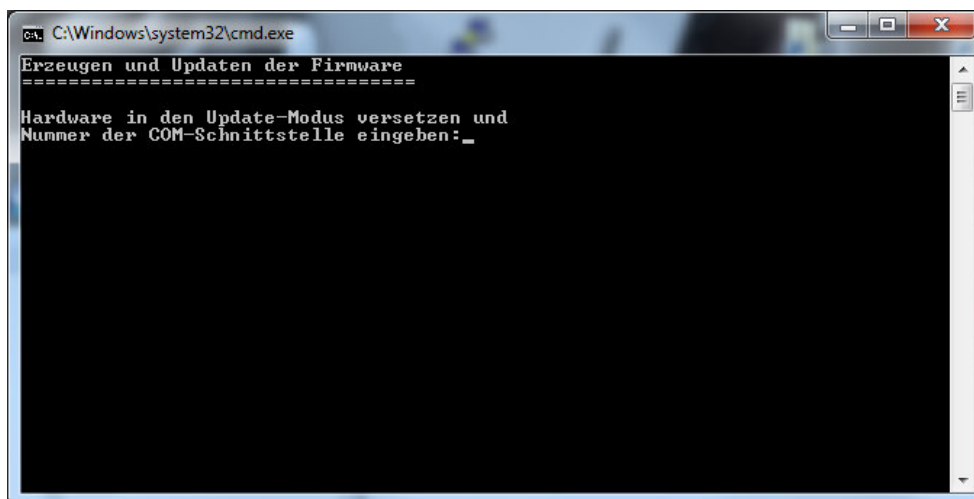 C:\Windows\system32\cmd.exe
Erzeugen und Updaten der Firmware
==================================
Hardware in den Update-Modus versetzen und
Nummer der COM-Schnittstelle eingeben:_